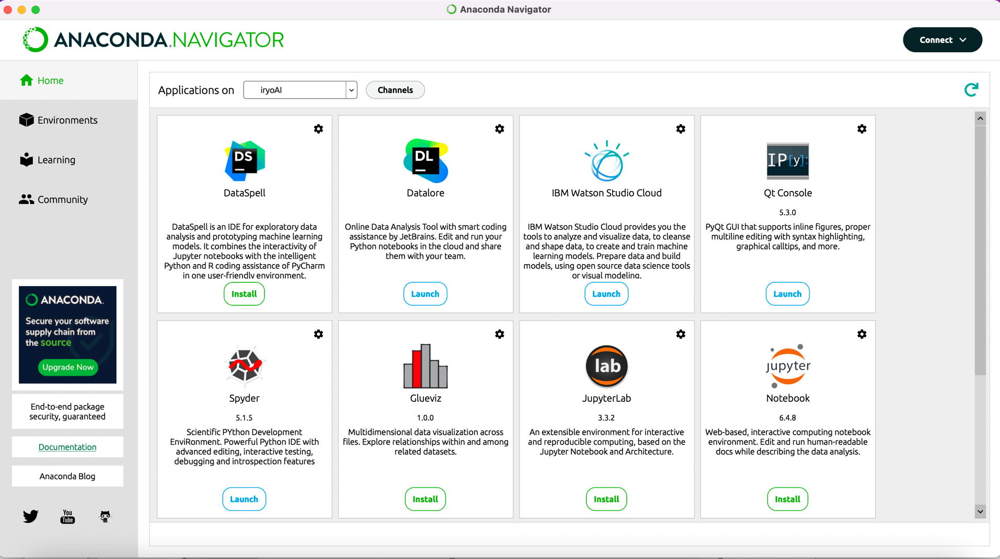 Anaconda Navigator
ANACONDA.NAVIGATOR
Connect
Home
Environments
Learning
Community
ANACONDA.
Secure your software
supply chain from
the source
Upgrade Now
End-to-end package
security, guaranteed
Documentation
Anaconda Blog
You
Tube
Applications on
iryoAI
Channels
DS
DataSpell
DataSpell is an IDE for exploratory data
analysis and prototyping machine learning
models. It combines the interactivity of
Jupyter notebooks with the intelligent
Python and R coding assistance of PyCharm
in one user-friendly environment.
Install
DL
Datalore
Online Data Analysis Tool with smart coding
assistance by JetBrains. Edit and run your
Python notebooks in the cloud and share
them with your team.
Launch
IBM Watson Studio Cloud
IBM Watson Studio Cloud provides you the
tools to analyze and visualize data, to cleanse
and shape data, to create and train machine
learning models. Prepare data and build
models, using open source data science tools
or visual modeling.
Launch
IP[y]:
Qt Console
5.3.0
PyQt GUI that supports inline figures, proper
multiline editing with syntax highlighting,
graphical calltips, and more.
Launch
Spyder
5.1.5
Scientific PYthon Development
EnviRonment. Powerful Python IDE with
advanced editing, interactive testing,
debugging and introspection features
Launch
Glueviz
1.0.0
Multidimensional data visualization across
files. Explore relationships within and among
related datasets.
Install
lab
JupyterLab
3.3.2
An extensible environment for interactive
and reproducible computing, based on the
Jupyter Notebook and Architecture.
Install
jupyter
Notebook
6.4.8
Web-based, interactive computing notebook
environment. Edit and run human-readable
docs while describing the data analysis.
Install